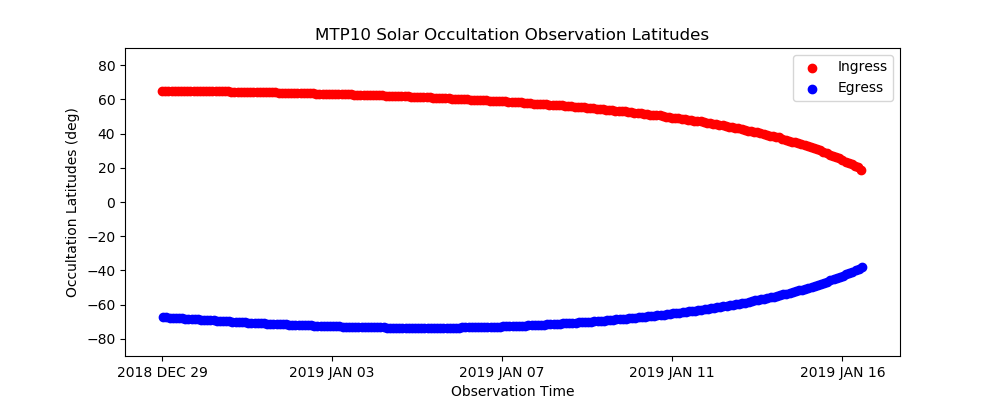 MTP10 Solar Occultation Observation Latitudes
Ingress
Egress
Occultation Latitudes (deg)
80
60
40
20
0
−20
−40
−60
−80
2018 DEC 29
2019 JAN 03
2019 JAN 07
2019 JAN 11
2019 JAN 16
Observation Time